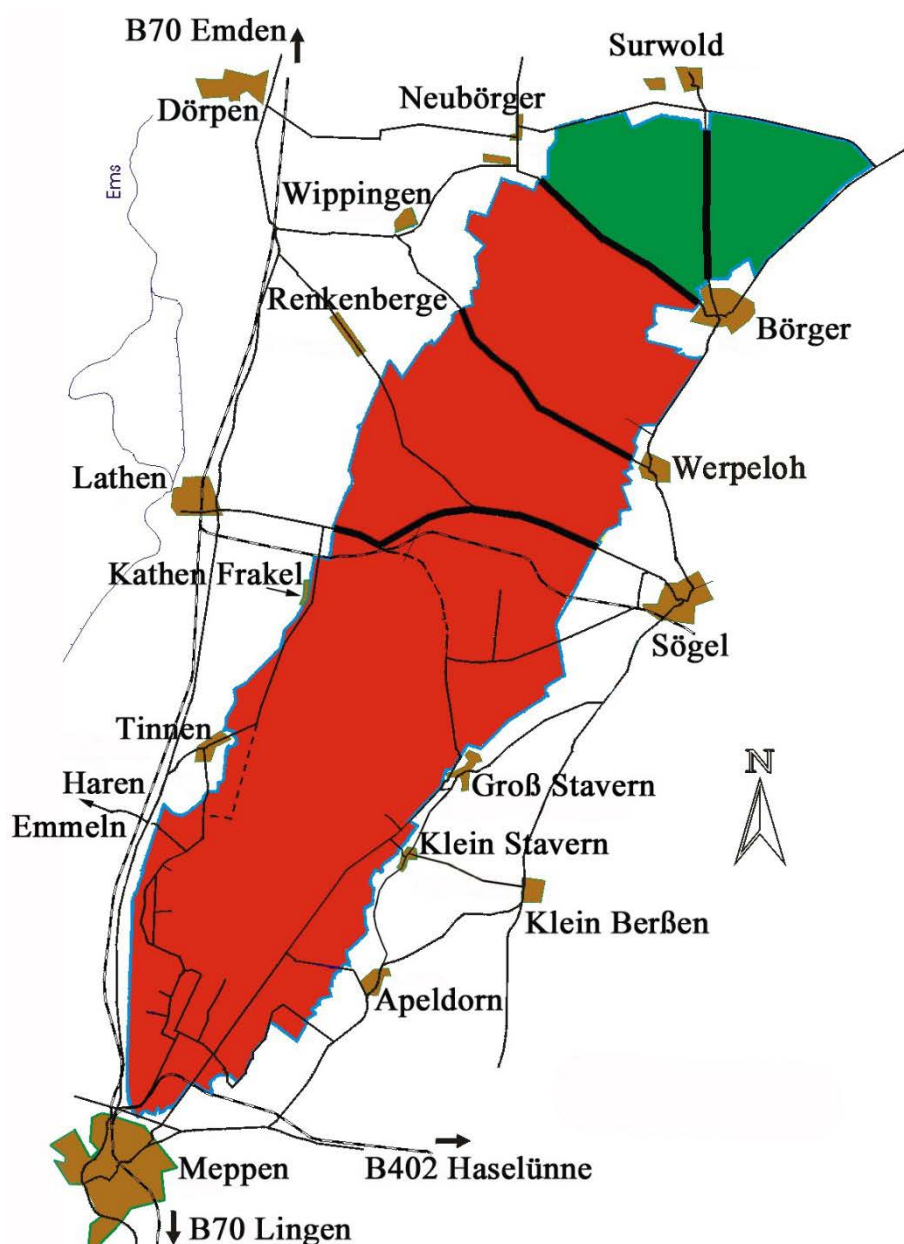 B70 Emden
Surwold
Dörpen
Neubörger
Ems
Wippingen
Renkenberge
Börger
Lathen
Werpeloh
Kathen Frakel
Sögel
Tinnen
Haren
Groß Stavern
N
Emmeln
Klein Stavern
Klein Berßen
Apeldorn
Meppen
B402 Haselünne
B70 Lingen